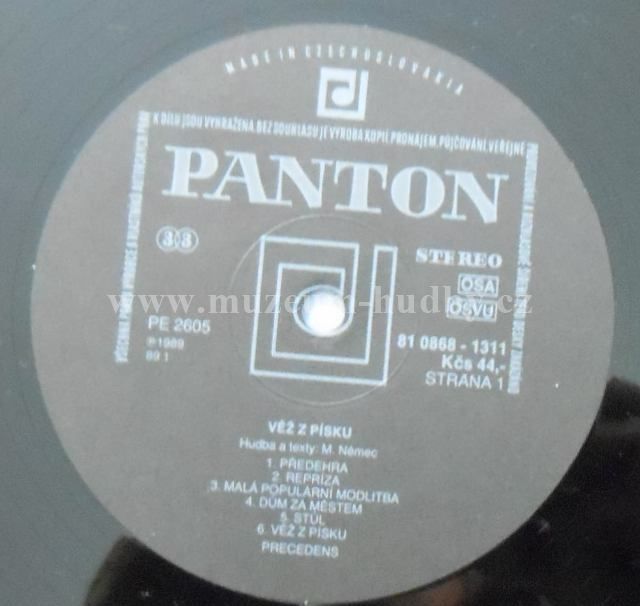 MADE IN CZECHOSLOVAKIA
K DÍLU JSOU VYHRAZENA. BEZ SOUHLASU JE VÝROBA KOPIÍ, PRONÁJEM, PŮJČOVÁNÍ, VEŘEJNÉ
PANTON
33
STEREO
OSA
OSVU
www.muzeum-hudby.cz
PE 2605
℗ 1989
89 1
81 0868 - 1311
Kčs 44,-
STRANA 1
VĚŽ Z PÍSKU
Hudba a texty: M. Němec
1. PŘEDEHRA
2. REPRÍZA
3. MALÁ POPULÁRNÍ MODLITBA
4. DŮM ZA MĚSTEM
5. STŮL
6. VĚŽ Z PÍSKU
PRECEDENS